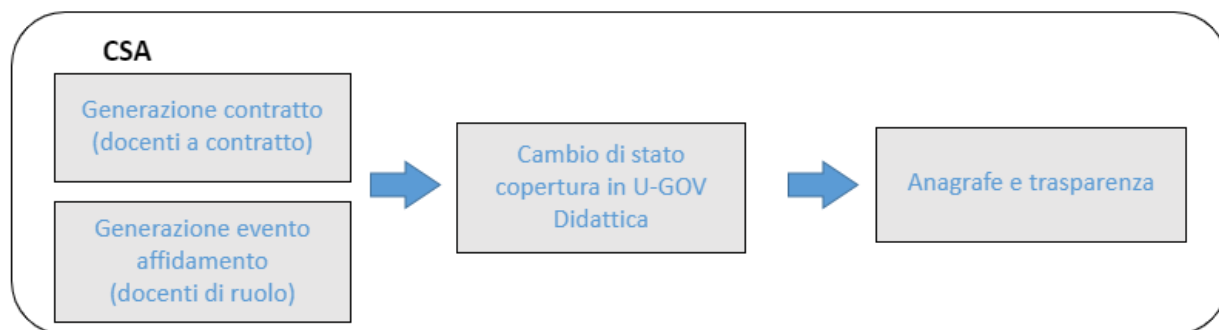 CSA
Generazione contratto
(docenti a contratto)
Generazione evento
affidamento
(docenti di ruolo)
Cambio di stato
copertura in U-GOV
Didattica
Anagrafe e trasparenza